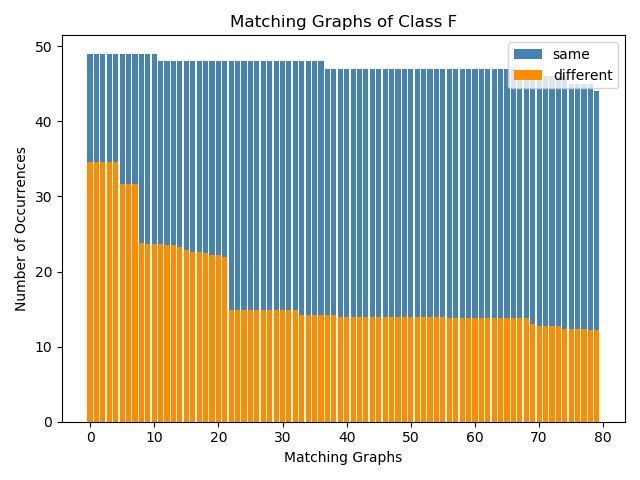 Matching Graphs of Class F
same
different
Number of Occurrences
50
40
30
20
10
0
0 10 20 30 40 50 60 70 80
Matching Graphs